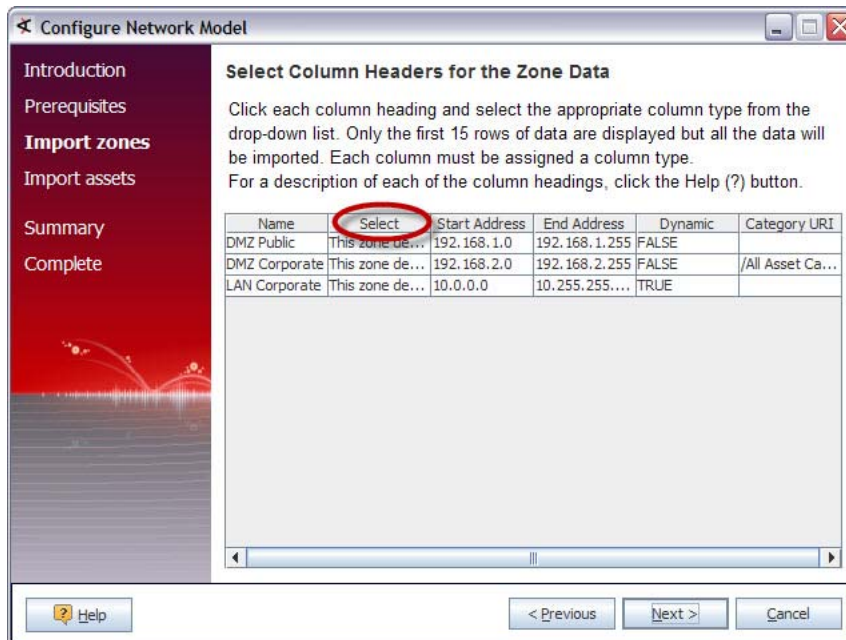 Configure Network Model
Introduction
Prerequisites
Import zones
Import assets
Summary
Complete
Select Column Headers for the Zone Data
Click each column heading and select the appropriate column type from the
drop-down list. Only the first 15 rows of data are displayed but all the data will
be imported. Each column must be assigned a column type.
For a description of each of the column headings, click the Help (?) button.
Name Select Start Address End Address Dynamic Category URI
DMZ Public This zone de... 192.168.1.0 192.168.1.255 FALSE
DMZ Corporate This zone de... 192.168.2.0 192.168.2.255 FALSE /All Asset Ca...
LAN Corporate This zone de... 10.0.0.0 10.255.255.... TRUE
Help
< Previous
Next >
Cancel